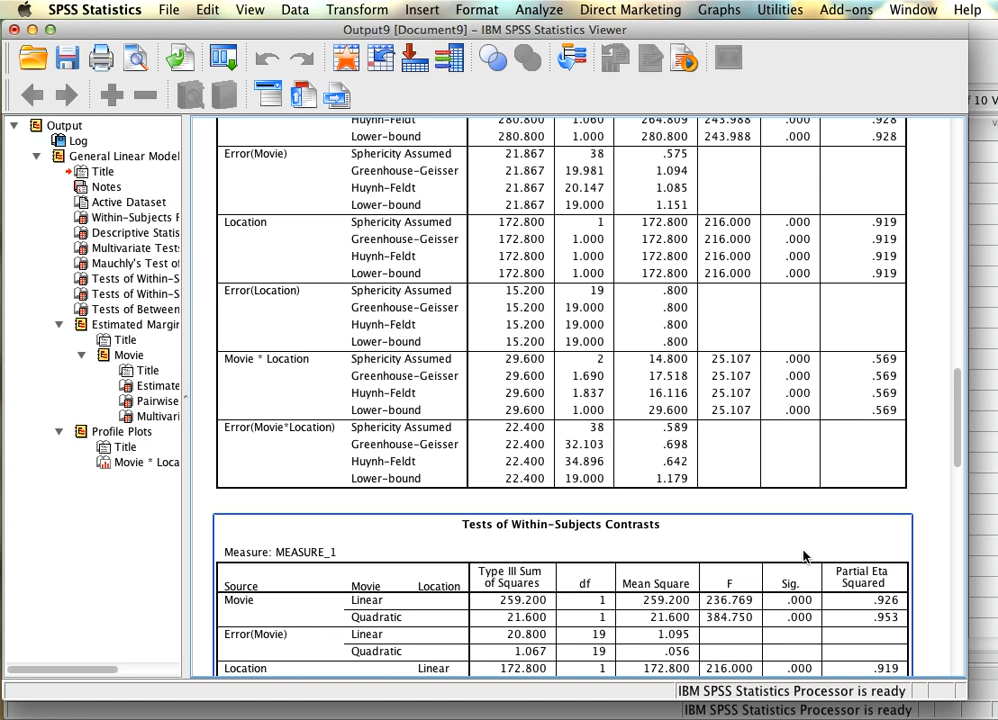 SPSS Statistics File Edit View Data Transform Insert Format Analyze Direct Marketing Graphs Utilities Add-ons Window Help
Output9 [Document9] – IBM SPSS Statistics Viewer
f 10 V
Output
Log
General Linear Model
Title
Notes
Active Dataset
Within-Subjects F
Descriptive Statis
Multivariate Test
Mauchly's Test of
Tests of Within-S
Tests of Within-S
Tests of Between
Estimated Margin
Title
Movie
Title
Estimate
Pairwise
Multivari
Profile Plots
Title
Movie * Loca
Huynh-Feldt 280.800 1.060 264.809 243.988 .000 .928
Lower-bound 280.800 1.000 280.800 243.988 .000 .928
Error(Movie) Sphericity Assumed 21.867 38 .575
Greenhouse-Geisser 21.867 19.981 1.094
Huynh-Feldt 21.867 20.147 1.085
Lower-bound 21.867 19.000 1.151
Location Sphericity Assumed 172.800 1 172.800 216.000 .000 .919
Greenhouse-Geisser 172.800 1.000 172.800 216.000 .000 .919
Huynh-Feldt 172.800 1.000 172.800 216.000 .000 .919
Lower-bound 172.800 1.000 172.800 216.000 .000 .919
Error(Location) Sphericity Assumed 15.200 19 .800
Greenhouse-Geisser 15.200 19.000 .800
Huynh-Feldt 15.200 19.000 .800
Lower-bound 15.200 19.000 .800
Movie * Location Sphericity Assumed 29.600 2 14.800 25.107 .000 .569
Greenhouse-Geisser 29.600 1.690 17.518 25.107 .000 .569
Huynh-Feldt 29.600 1.837 16.116 25.107 .000 .569
Lower-bound 29.600 1.000 29.600 25.107 .000 .569
Error(Movie*Location) Sphericity Assumed 22.400 38 .589
Greenhouse-Geisser 22.400 32.103 .698
Huynh-Feldt 22.400 34.896 .642
Lower-bound 22.400 19.000 1.179
Tests of Within-Subjects Contrasts
Measure: MEASURE_1
Source Movie Location Type III Sum of Squares df Mean Square F Sig. Partial Eta Squared
Movie Linear 259.200 1 259.200 236.769 .000 .926
Quadratic 21.600 1 21.600 384.750 .000 .953
Error(Movie) Linear 20.800 19 1.095
Quadratic 1.067 19 .056
Location Linear 172.800 1 172.800 216.000 .000 .919
IBM SPSS Statistics Processor is ready
IBM SPSS Statistics Processor is ready